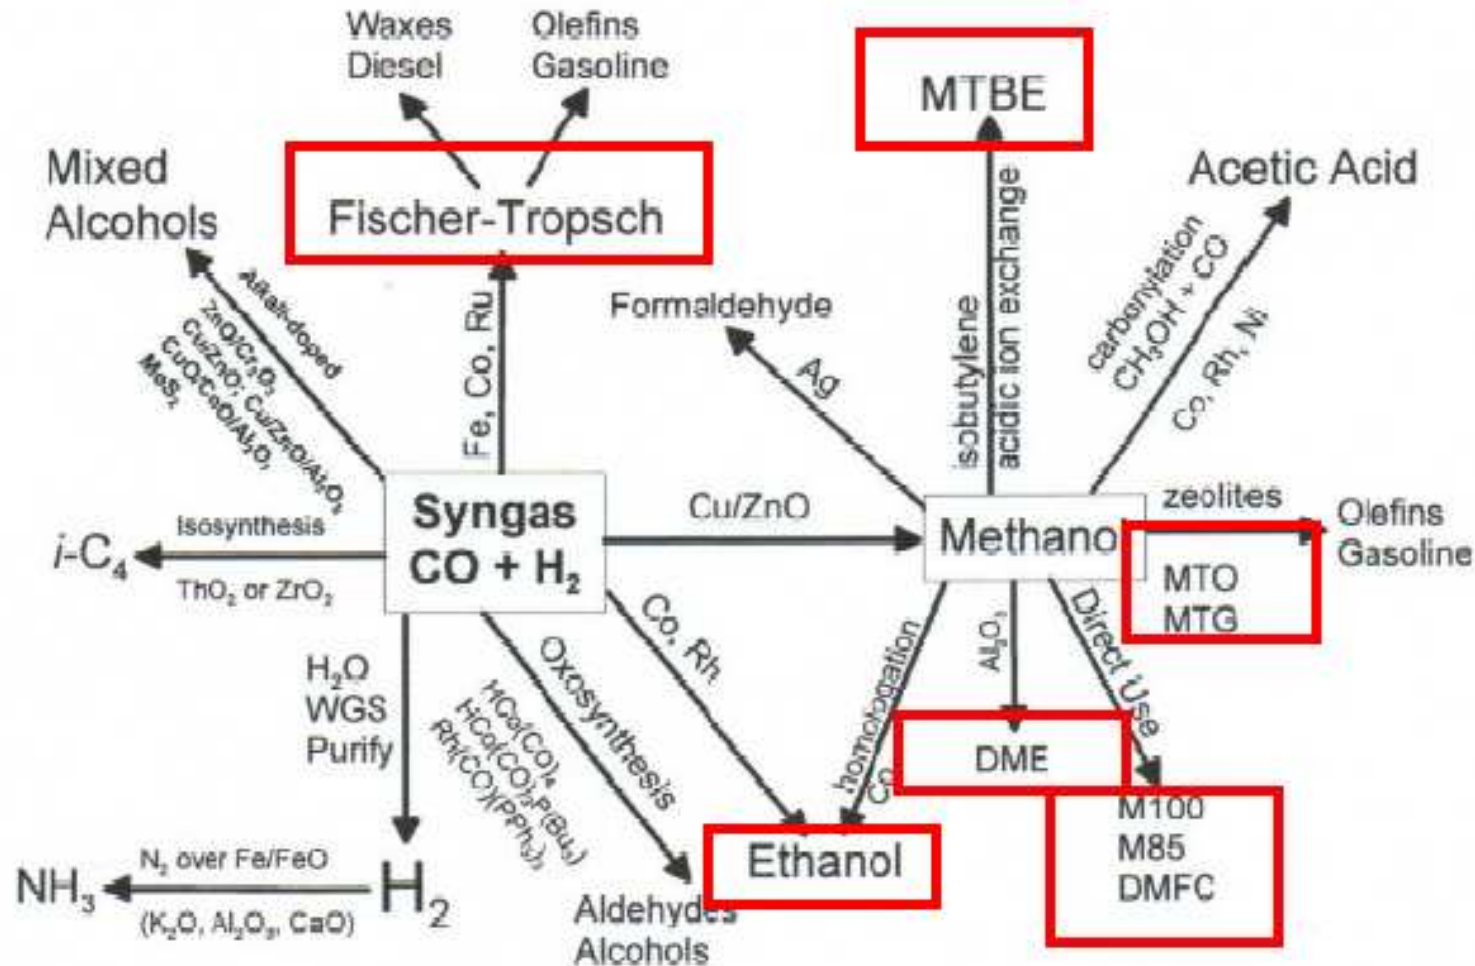 Waxes
Diesel
Olefins
Gasoline
MTBE
Mixed
Alcohols
Fischer-Tropsch
Acetic Acid
Alkali-doped
ZnO/Cr₂O₃
Cu/ZnO; Cu/ZnO/Al₂O₃
CuO/CoO/Al₂O₃
MoS₂
Fe, Co, Ru
Formaldehyde
Ag
isobutylene
acidic ion exchange
carbonylation
CH₃OH + CO
Co, Rh, Ni
Syngas
CO + H₂
Cu/ZnO
Methano
zeolites
Olefins
Gasoline
MTO
MTG
Isosynthesis
i-C₄
ThO₂ or ZrO₂
H₂O
WGS
Purify
Oxosynthesis
HCo(CO)₄
HCo(CO)₃P(Bu₃)
Rh(CO)(PPh₃)₃
Co, Rh
homologation
Co
Al₂O₃
Direct Use
DME
M100
M85
DMFC
Ethanol
N₂ over Fe/FeO
NH₃
H₂
(K₂O, Al₂O₃, CaO)
Aldehydes
Alcohols